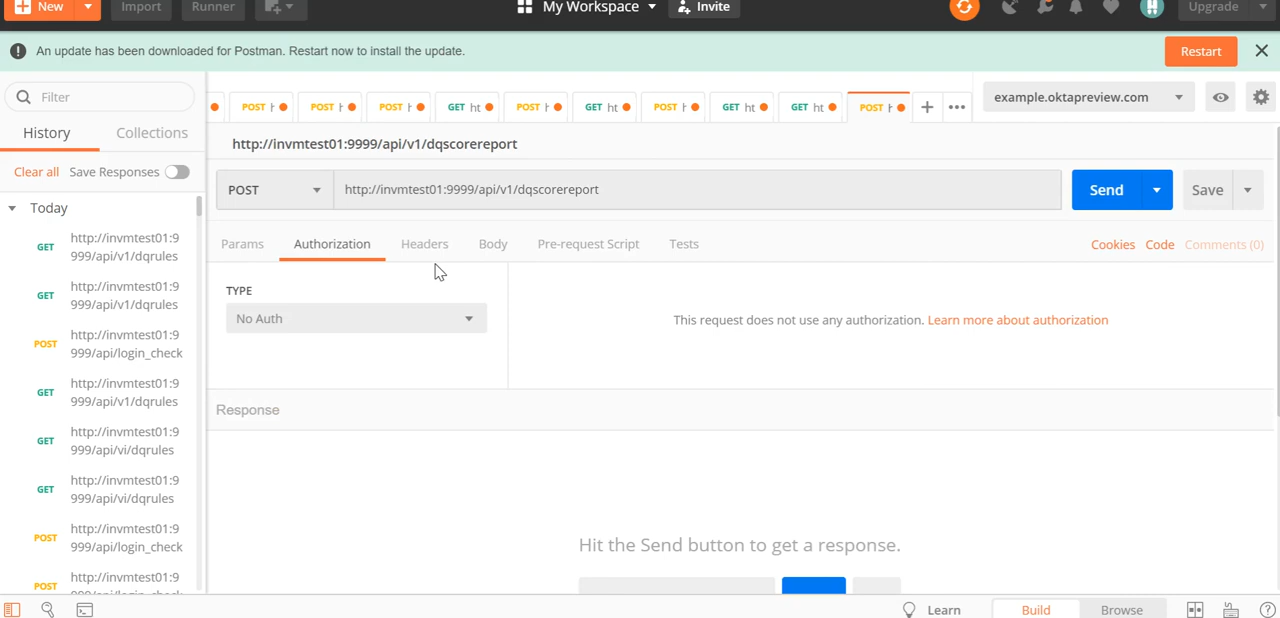 New
Import
Runner
My Workspace
Invite
Upgrade
An update has been downloaded for Postman. Restart now to install the update.
Restart
Filter
History
Collections
Clear all
Save Responses
Today
GET
http://invmtest01:9
999/api/v1/dqrules
GET
http://invmtest01:9
999/api/v1/dqrules
POST
http://invmtest01:9
999/api/login_check
GET
http://invmtest01:9
999/api/v1/dqrules
GET
http://invmtest01:9
999/api/vi/dqrules
GET
http://invmtest01:9
999/api/vi/dqrules
POST
http://invmtest01:9
999/api/login_check
POST
http://invmtest01:9
POST
POST
POST
GET ht
POST
GET ht
POST
GET ht
GET ht
POST
example.oktapreview.com
http://invmtest01:9999/api/v1/dqscorereport
POST
http://invmtest01:9999/api/v1/dqscorereport
Send
Save
Params
Authorization
Headers
Body
Pre-request Script
Tests
Cookies
Code
Comments (0)
TYPE
No Auth
This request does not use any authorization. Learn more about authorization
Response
Hit the Send button to get a response.
Learn
Build
Browse